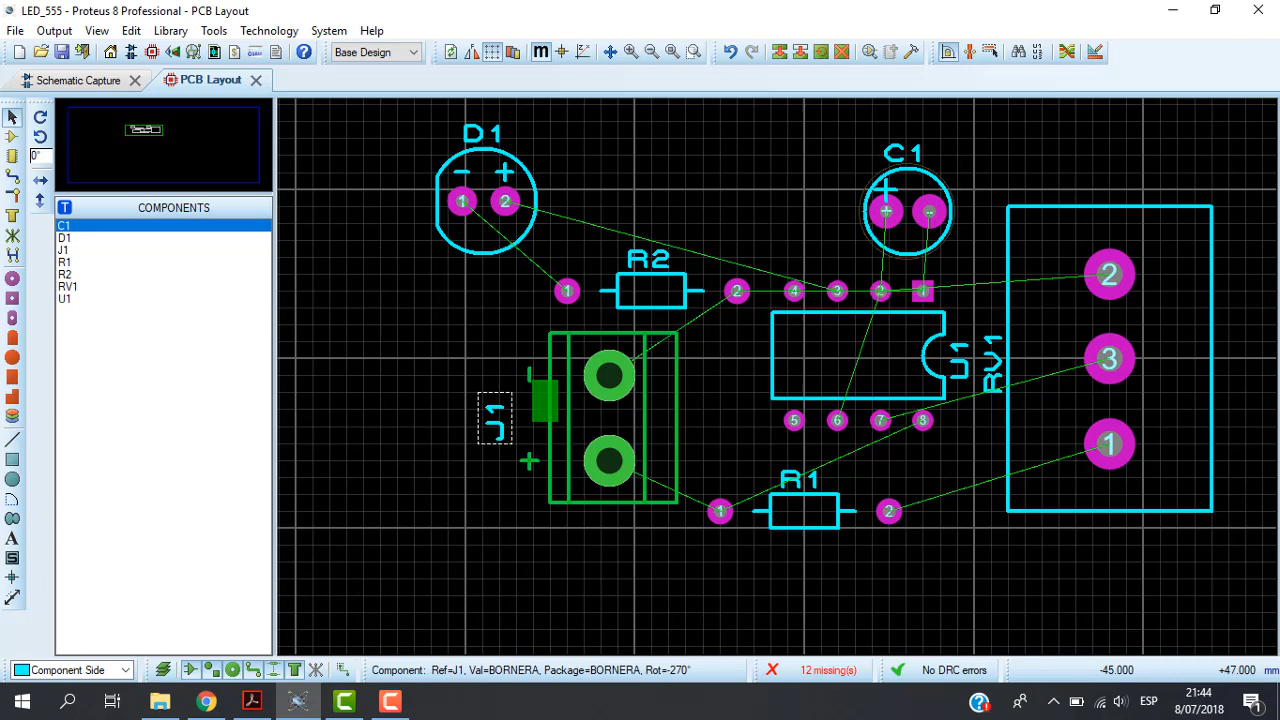 LED_555 - Proteus 8 Professional - PCB Layout
File Output View Edit Library Tools Technology System Help
Base Design
m
Schematic Capture
PCB Layout
0°
T COMPONENTS
C1
D1
J1
R1
R2
RV1
U1
A
S
D1
- +
1 2
C1
+
+ -
R2
1 2
4 3 2 1
U1
5 6 7 8
RV1
2
3
1
J1
-
+
R1
1 2
Component Side
T
Component: Ref=J1, Val=BORNERA, Package=BORNERA, Rot=-270°
12 missing(s)
No DRC errors
-45.000
+47.000
mm
ESP
21:44
8/07/2018
1